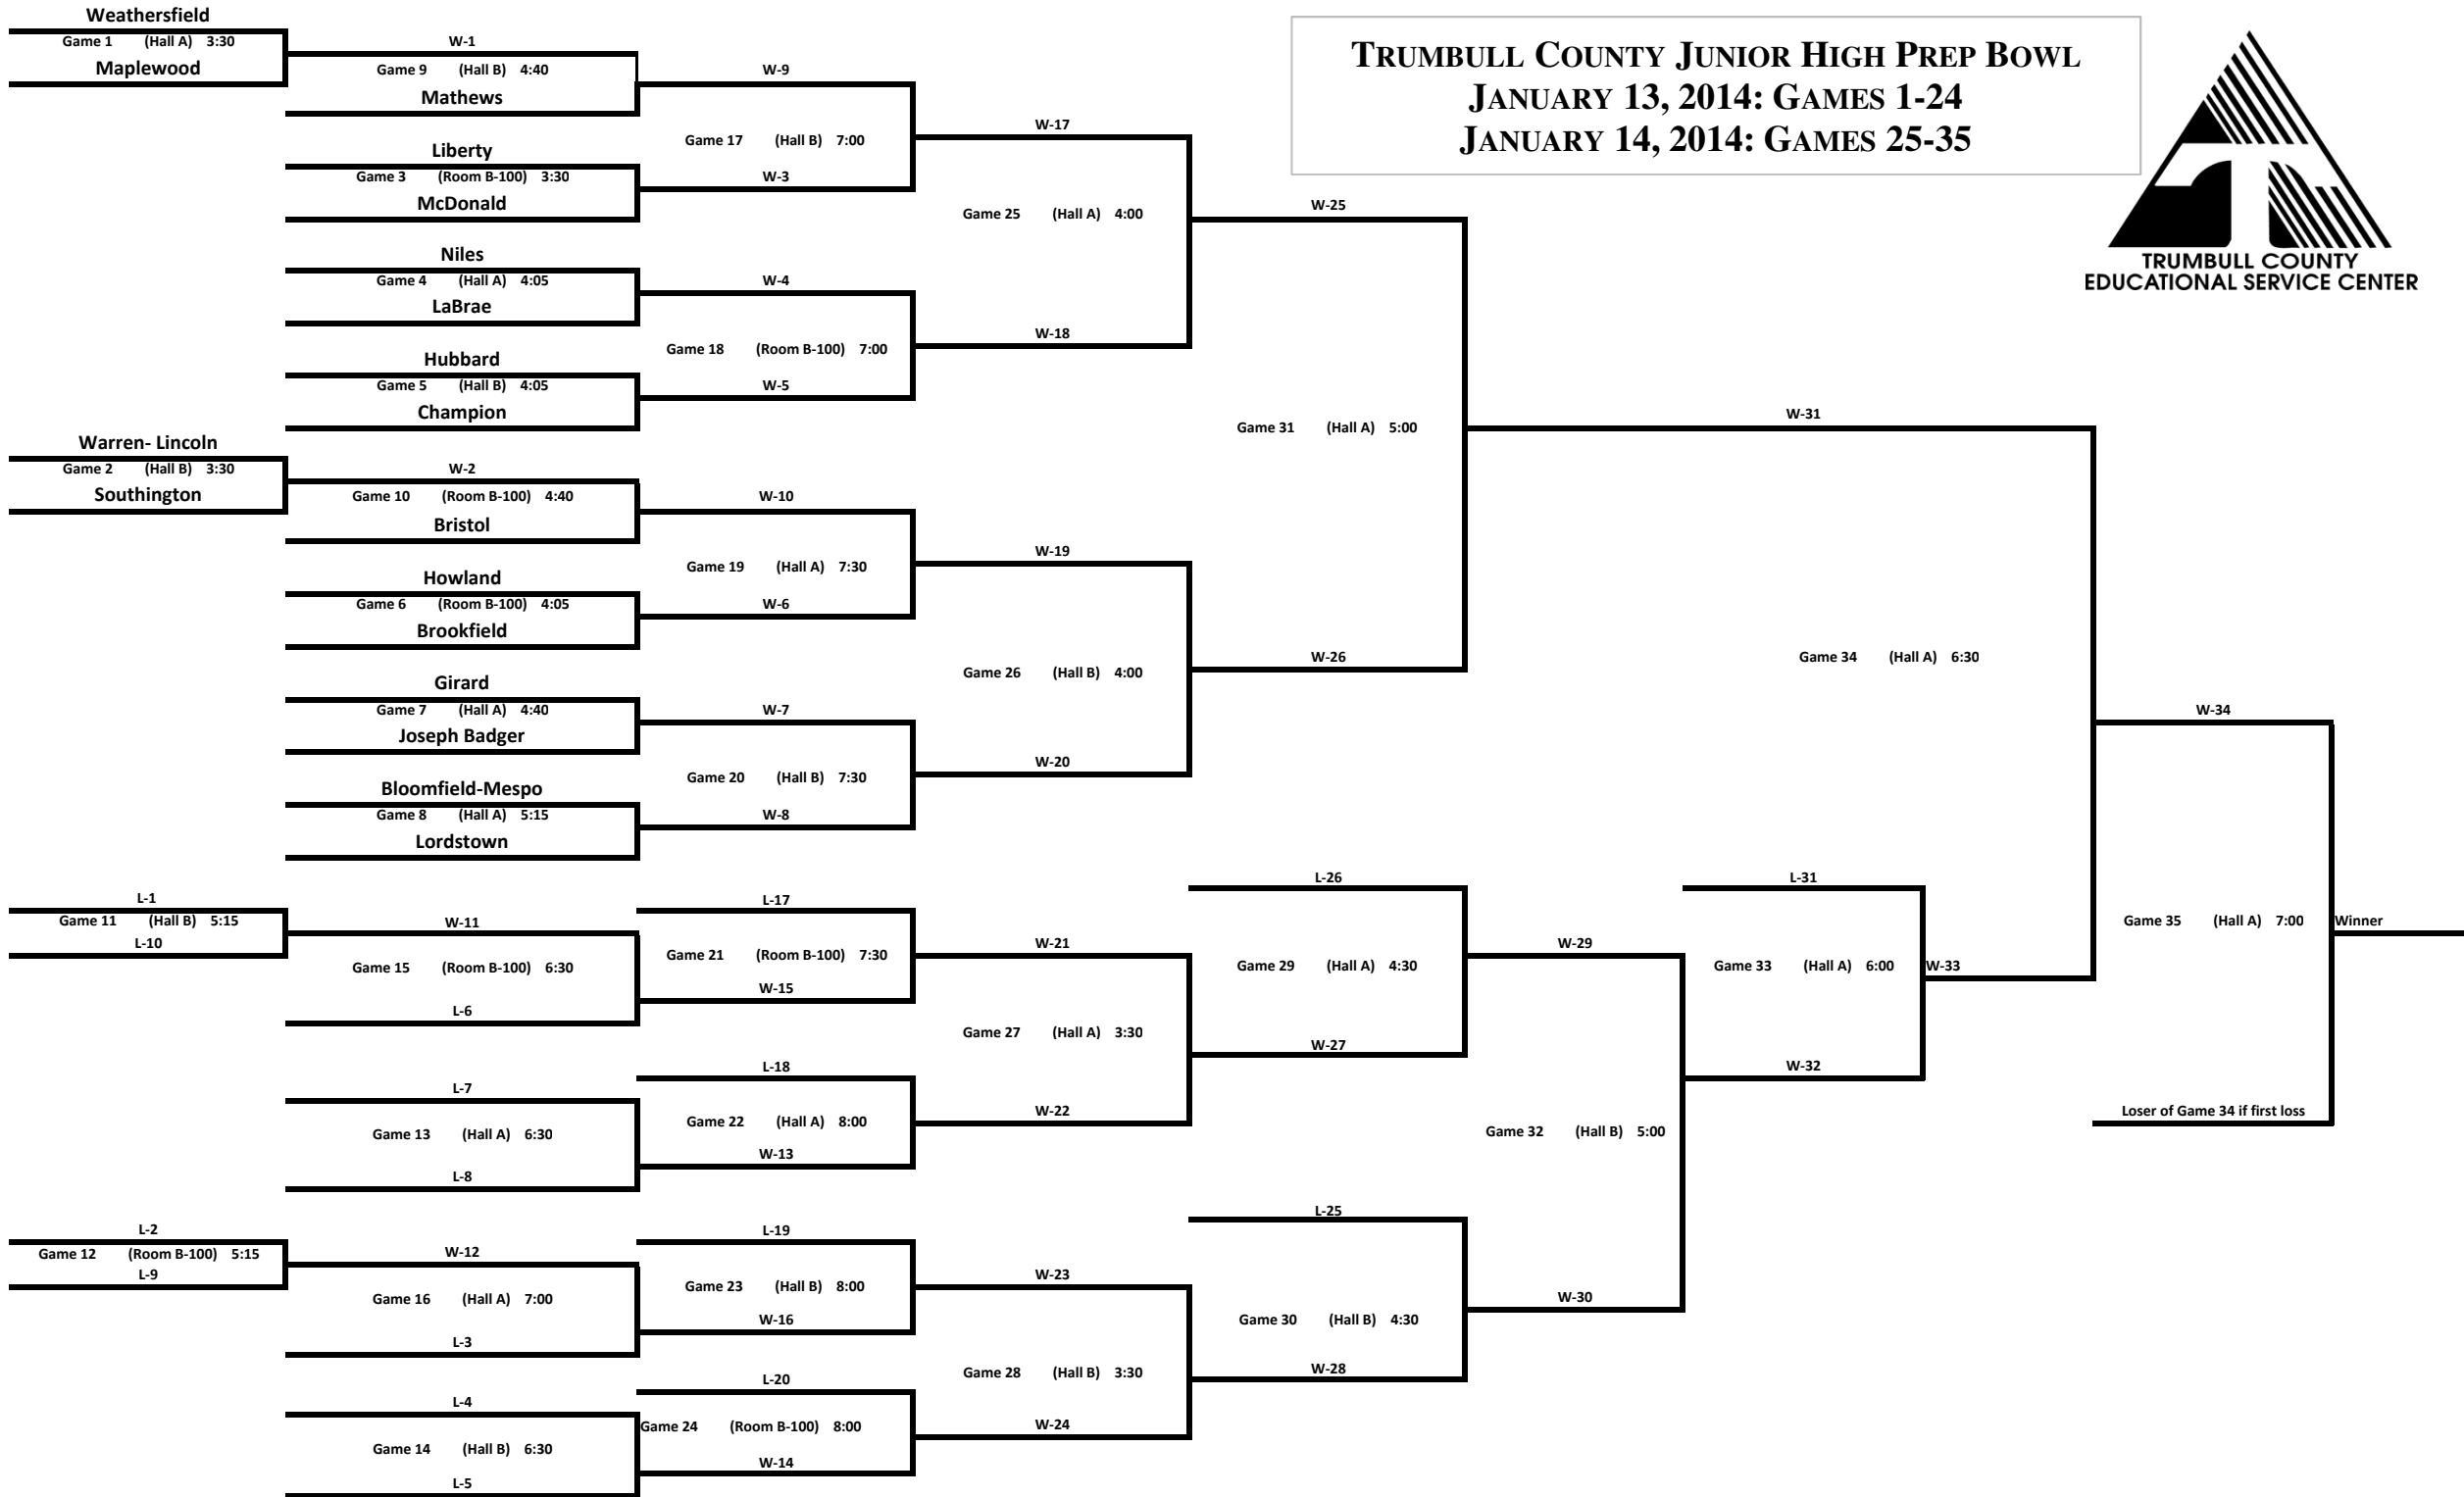 TRUMBULL COUNTY JUNIOR HIGH PREP BOWL
JANUARY 13, 2014: GAMES 1-24
JANUARY 14, 2014: GAMES 25-35
TRUMBULL COUNTY
EDUCATIONAL SERVICE CENTER
Weathersfield
Game 1 (Hall A) 3:30
Maplewood
W-1
Game 9 (Hall B) 4:40
Mathews
Liberty
Game 3 (Room B-100) 3:30
McDonald
Niles
Game 4 (Hall A) 4:05
LaBrae
Hubbard
Game 5 (Hall B) 4:05
Champion
Warren- Lincoln
Game 2 (Hall B) 3:30
Southington
W-2
Game 10 (Room B-100) 4:40
Bristol
Howland
Game 6 (Room B-100) 4:05
Brookfield
Girard
Game 7 (Hall A) 4:40
Joseph Badger
Bloomfield-Mespo
Game 8 (Hall A) 5:15
Lordstown
W-9
Game 17 (Hall B) 7:00
W-3
W-4
Game 18 (Room B-100) 7:00
W-5
W-10
Game 19 (Hall A) 7:30
W-6
W-7
Game 20 (Hall B) 7:30
W-8
W-17
Game 25 (Hall A) 4:00
W-18
W-19
Game 26 (Hall B) 4:00
W-20
W-25
Game 31 (Hall A) 5:00
W-26
W-31
Game 34 (Hall A) 6:30
W-34
L-1
Game 11 (Hall B) 5:15
L-10
W-11
Game 15 (Room B-100) 6:30
L-6
L-7
Game 13 (Hall A) 6:30
L-8
L-2
Game 12 (Room B-100) 5:15
L-9
W-12
Game 16 (Hall A) 7:00
L-3
L-4
Game 14 (Hall B) 6:30
L-5
L-17
Game 21 (Room B-100) 7:30
W-15
L-18
Game 22 (Hall A) 8:00
W-13
L-19
Game 23 (Hall B) 8:00
W-16
L-20
Game 24 (Room B-100) 8:00
W-14
W-21
Game 27 (Hall A) 3:30
W-22
W-23
Game 28 (Hall B) 3:30
W-24
L-26
Game 29 (Hall A) 4:30
W-27
L-25
Game 30 (Hall B) 4:30
W-28
W-29
Game 32 (Hall B) 5:00
W-30
L-31
Game 33 (Hall A) 6:00
W-32
W-33
Game 35 (Hall A) 7:00
Winner
Loser of Game 34 if first loss